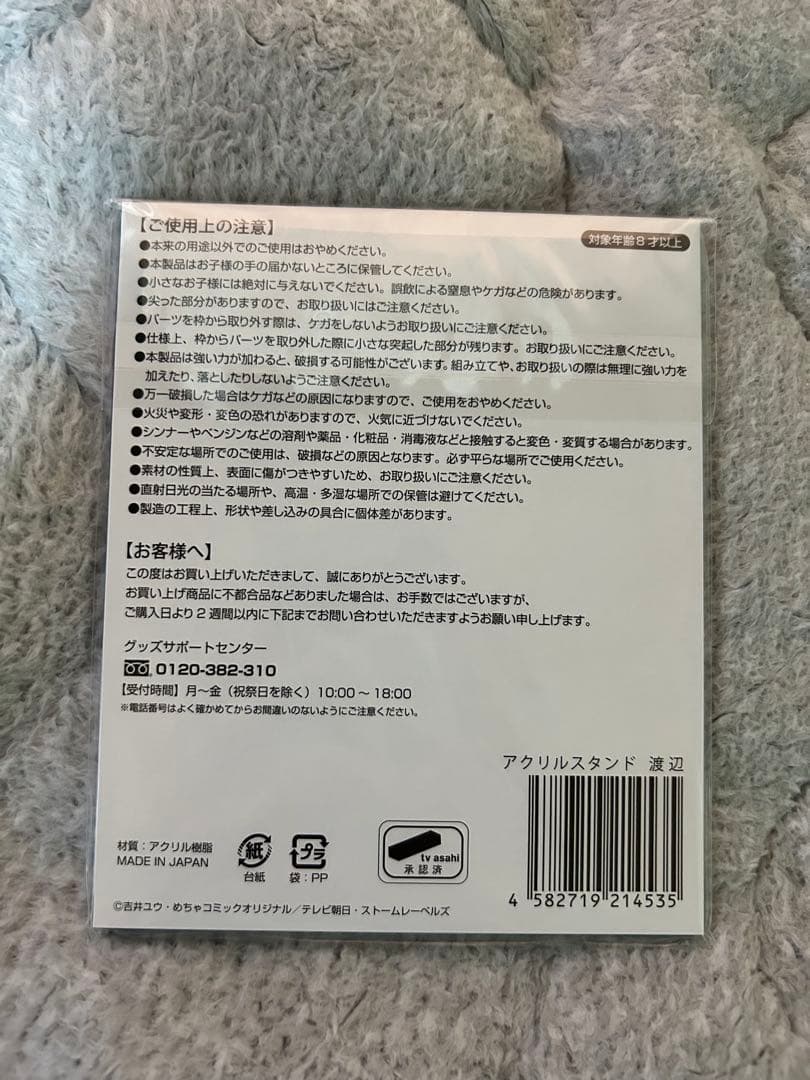 【ご使用上の注意】
対象年齢8才以上
●本来の用途以外でのご使用はおやめください。
●本製品はお子様の手の届かないところに保管してください。
●小さなお子様には絶対に与えないでください。誤飲による窒息やケガなどの危険があります。
●尖った部分がありますので、お取り扱いにはご注意ください。
●パーツを枠から取り外す際は、ケガをしないようお取り扱いにご注意ください。
●仕様上、枠からパーツを取り外した際に小さな突起した部分が残ります。お取り扱いにご注意ください。
●本製品は強い力が加わると、破損する可能性がございます。組み立てや、お取り扱いの際は無理に強い力を
加えたり、落としたりしないようご注意ください。
●万一破損した場合はケガなどの原因になりますので、ご使用をおやめください。
●火災や変形・変色の恐れがありますので、火気に近づけないでください。
●シンナーやベンジンなどの溶剤や薬品・化粧品・消毒液などと接触すると変色・変質する場合があります。
●不安定な場所でのご使用は、破損などの原因となります。必ず平らな場所でご使用ください。
●素材の性質上、表面に傷がつきやすいため、お取り扱いにご注意ください。
●直射日光の当たる場所や、高温・多湿な場所での保管は避けてください。
●製造の工程上、形状や差し込みの具合に個体差があります。
【お客様へ】
この度はお買い上げいただきまして、誠にありがとうございます。
お買い上げ商品に不都合品などありました場合は、お手数ではございますが、
ご購入日より2週間以内に下記までお問い合わせいただきますようお願い申し上げます。
グッズサポートセンター
0120-382-310
【受付時間】月〜金（祝祭日を除く）10:00〜18:00
※電話番号はよく確かめてからお間違いのないようにご注意ください。
アクリルスタンド 渡辺
材質：アクリル樹脂
MADE IN JAPAN
紙
台紙
プラ
袋：PP
tv asahi
承認済
4 582719 214535
©吉井ユウ・めちゃコミックオリジナル／テレビ朝日・ストームレーベルズ